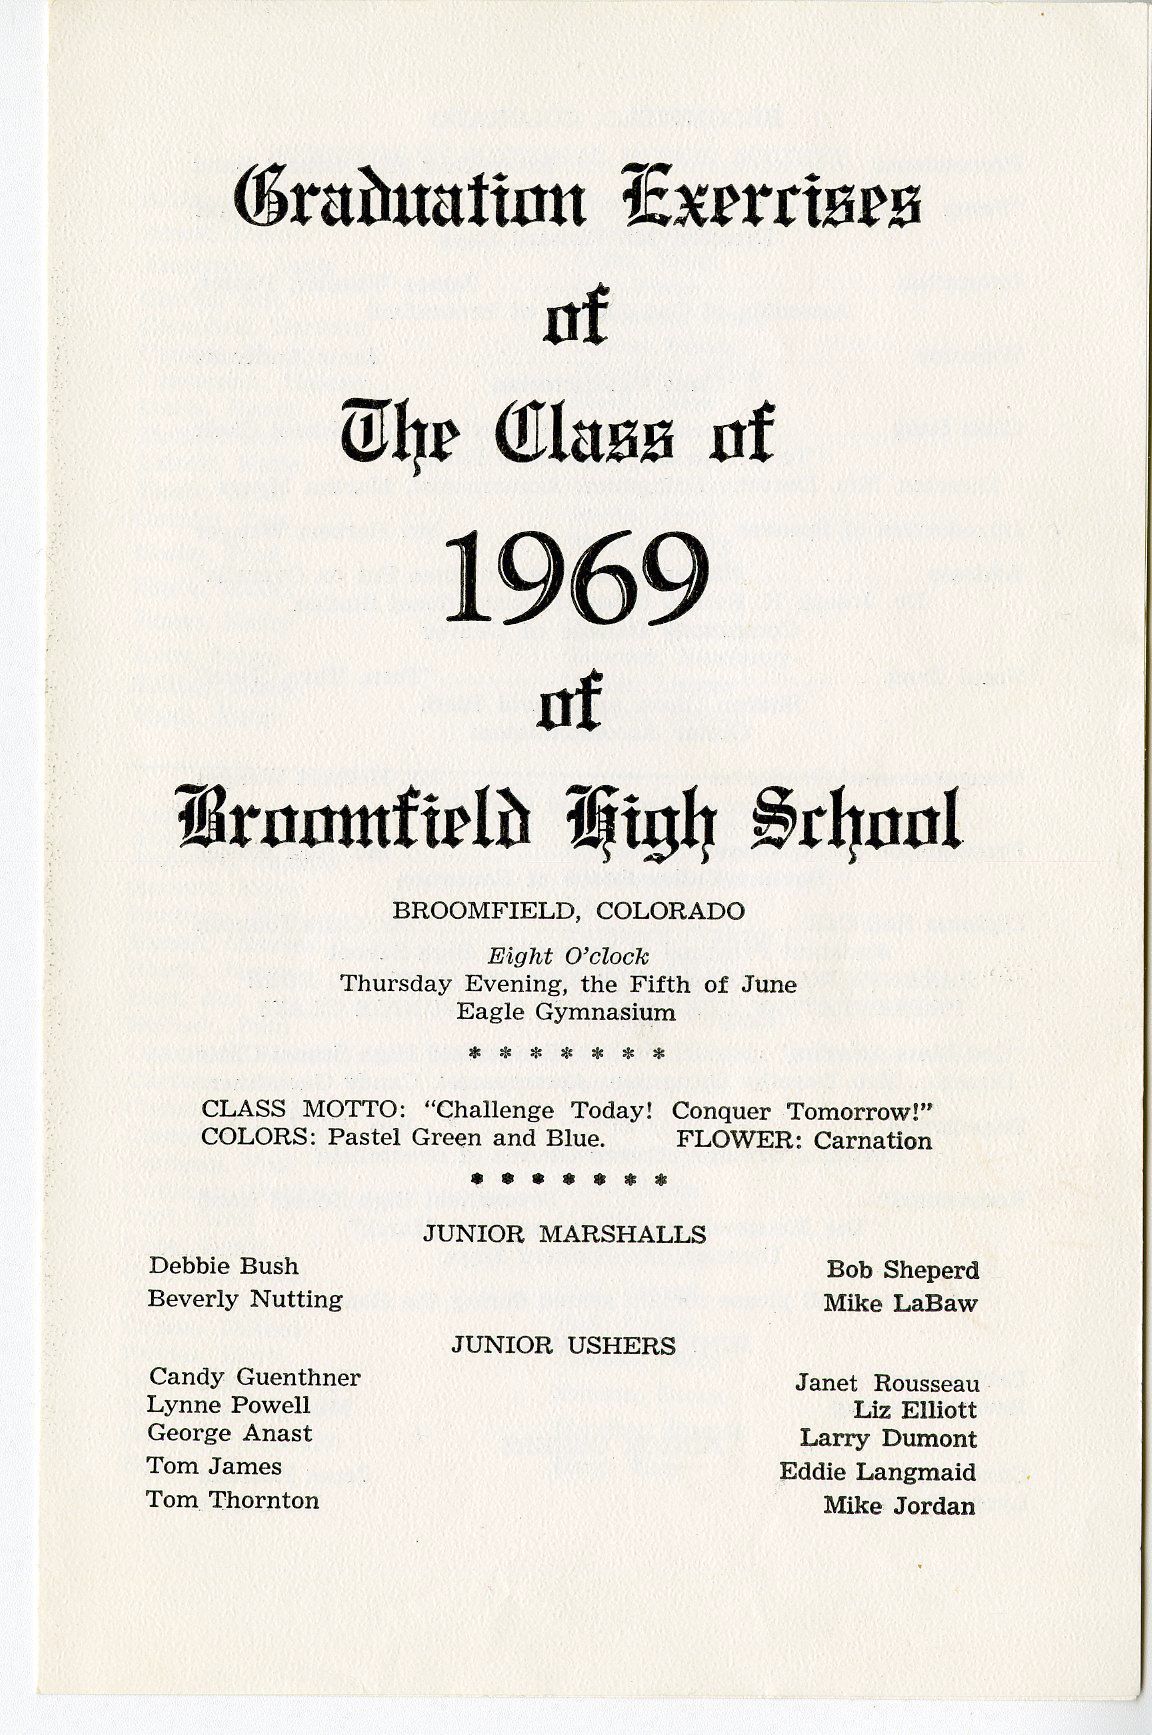 Graduation Exercises
of
The Class of
1969
of
Broomfield High School
BROOMFIELD, COLORADO
Eight O'clock
Thursday Evening, the Fifth of June
Eagle Gymnasium
* * * * * * *
CLASS MOTTO: "Challenge Today! Conquer Tomorrow!"
COLORS: Pastel Green and Blue. FLOWER: Carnation
* * * * * * *
JUNIOR MARSHALLS
Debbie Bush Bob Sheperd
Beverly Nutting Mike LaBaw
JUNIOR USHERS
Candy Guenthner Janet Rousseau
Lynne Powell Liz Elliott
George Anast Larry Dumont
Tom James Eddie Langmaid
Tom Thornton Mike Jordan